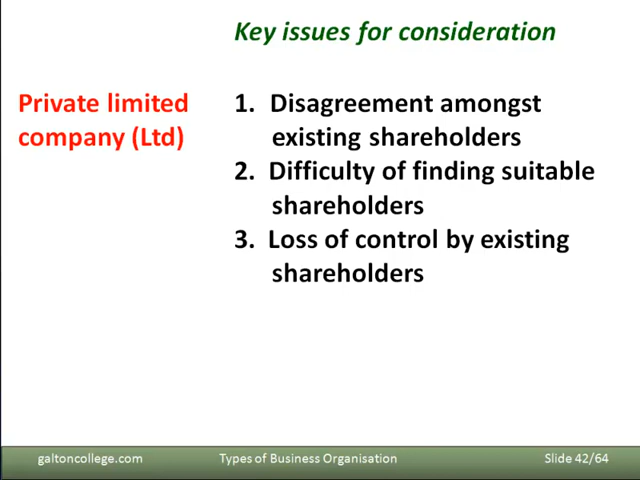 Key issues for consideration
Private limited
company (Ltd)
1. Disagreement amongst
existing shareholders
2. Difficulty of finding suitable
shareholders
3. Loss of control by existing
shareholders
galtoncollege.com
Types of Business Organisation
Slide 42/64